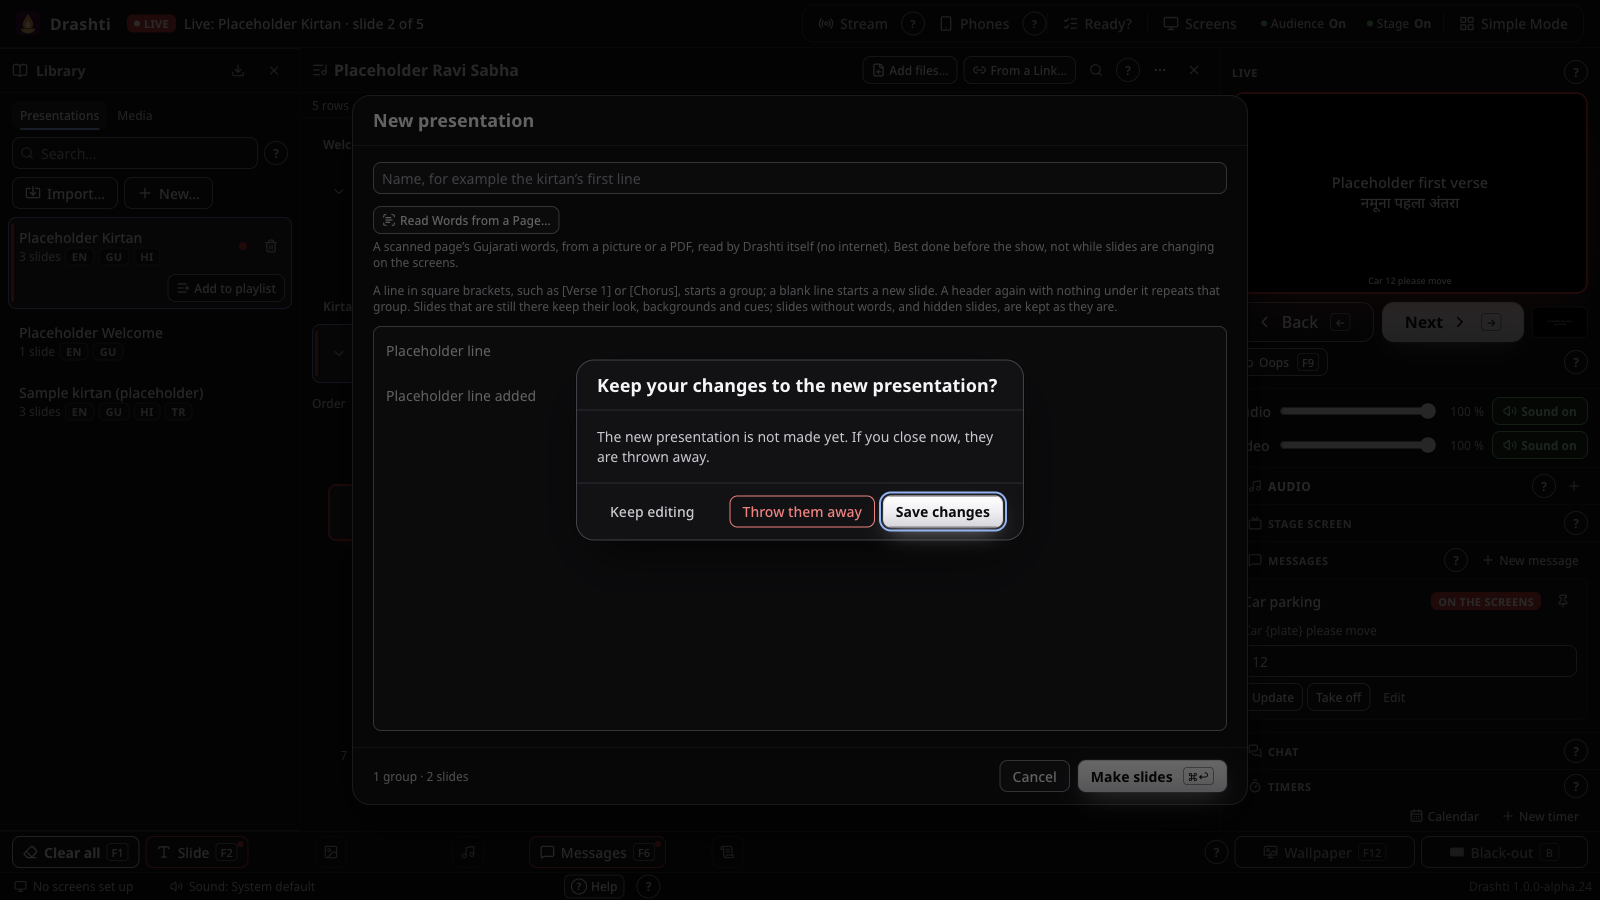 Drashti
LIVE
Live: Placeholder Kirtan · slide 2 of 5
Stream
?
Phones
?
Ready?
Screens
Audience On
Stage On
Simple Mode
Library
Presentations
Media
Search...
?
Import...
New...
Placeholder Kirtan
3 slides EN GU HI
Add to playlist
Placeholder Welcome
1 slide EN GU
Sample kirtan (placeholder)
3 slides EN GU HI TR
Placeholder Ravi Sabha
Add files...
From a Link...
?
5 rows
Order
7
New presentation
Name, for example the kirtan's first line
Read Words from a Page...
A scanned page's Gujarati words, from a picture or a PDF, read by Drashti itself (no internet). Best done before the show, not while slides are changing
on the screens.
A line in square brackets, such as [Verse 1] or [Chorus], starts a group; a blank line starts a new slide. A header again with nothing under it repeats that
group. Slides that are still there keep their look, backgrounds and cues; slides without words, and hidden slides, are kept as they are.
Placeholder line
Placeholder line added
Keep your changes to the new presentation?
The new presentation is not made yet. If you close now, they
are thrown away.
Keep editing
Throw them away
Save changes
1 group · 2 slides
Cancel
Make slides ⌘↩
LIVE
?
Placeholder first verse
नमूना पहला अंतरा
Car 12 please move
Back ←
Next →
Oops F9
?
100 %
Sound on
100 %
Sound on
AUDIO
?
STAGE SCREEN
?
MESSAGES
?
New message
Car parking
ON THE SCREENS
Car {plate} please move
12
Update
Take off
Edit
CHAT
?
TIMERS
?
Calendar
New timer
Clear all F1
Slide F2
Messages F6
?
Wallpaper F12
Black-out B
No screens set up
Sound: System default
? Help
?
Drashti 1.0.0-alpha.24